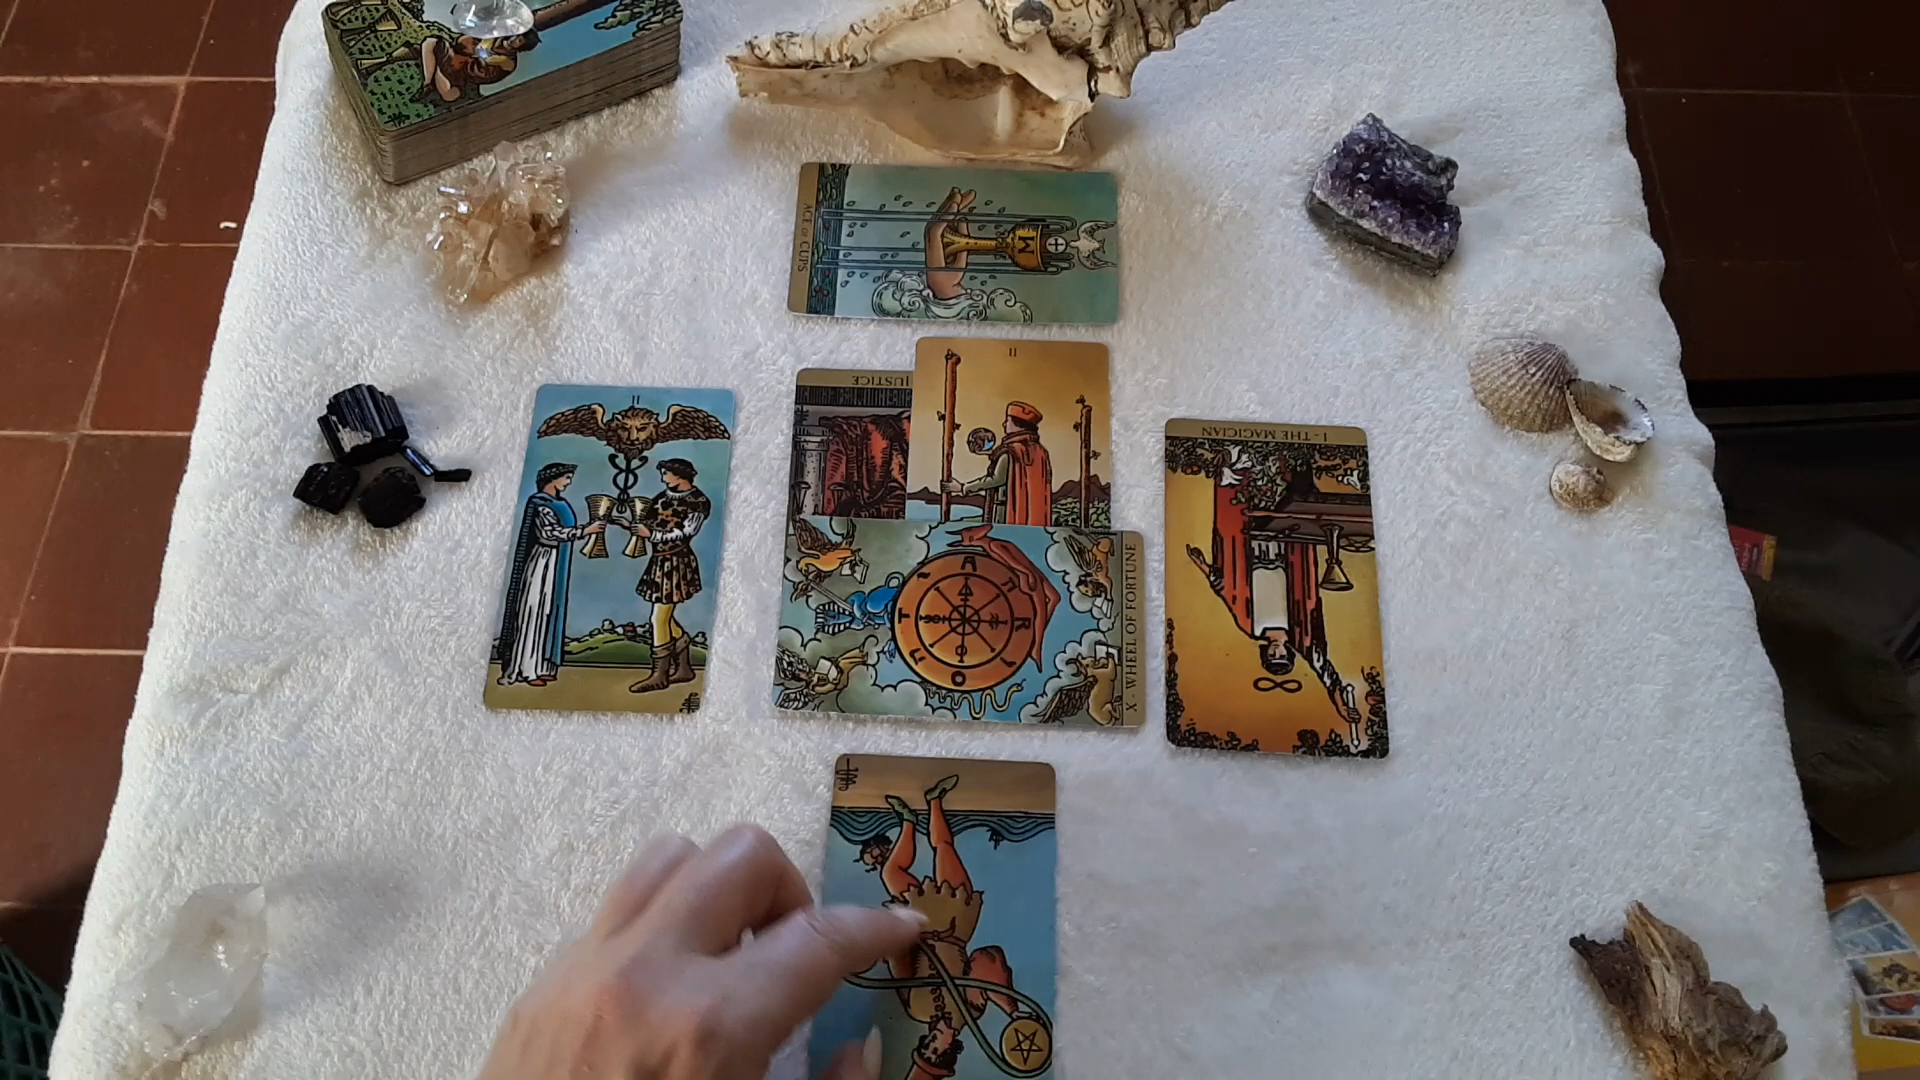 ACE OF CUPS
II
JUSTICE
II
I - THE MAGICIAN
X - WHEEL OF FORTUNE